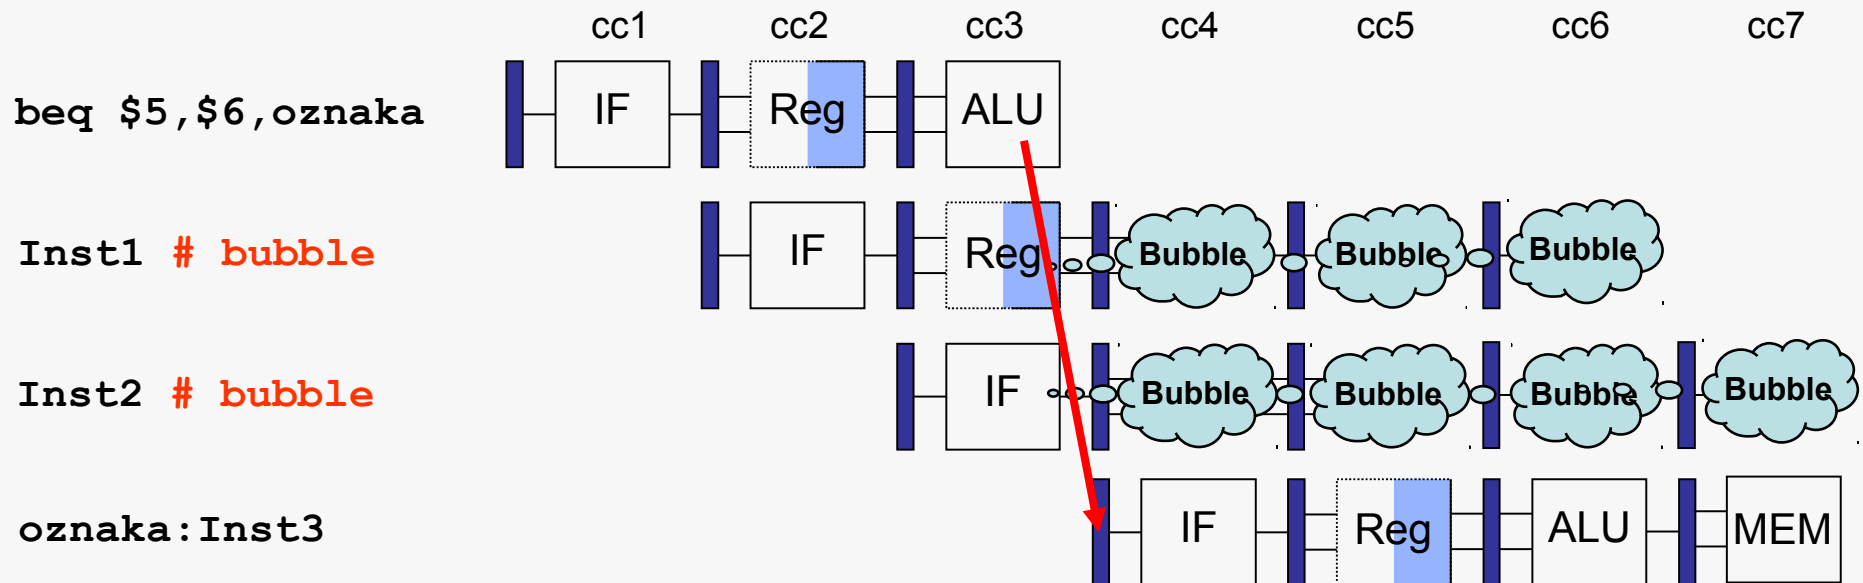 cc1 cc2 cc3 cc4 cc5 cc6 cc7
beq $5,$6,oznaka IF Reg ALU
Inst1 # bubble IF Reg Bubble Bubble Bubble
Inst2 # bubble IF Bubble Bubble Bubble Bubble
oznaka:Inst3 IF Reg ALU MEM